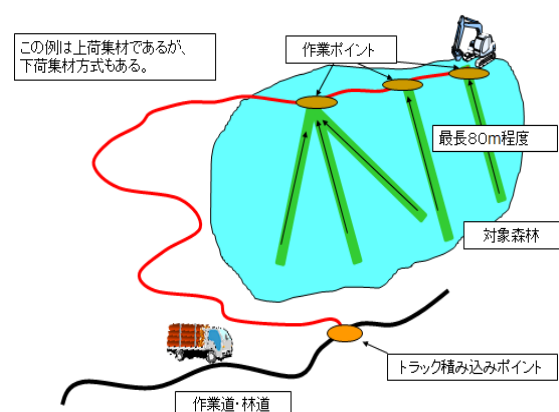 この例は上荷集材であるが、
下荷集材方式もある。
作業ポイント
最長80m程度
対象森林
トラック積み込みポイント
作業道・林道